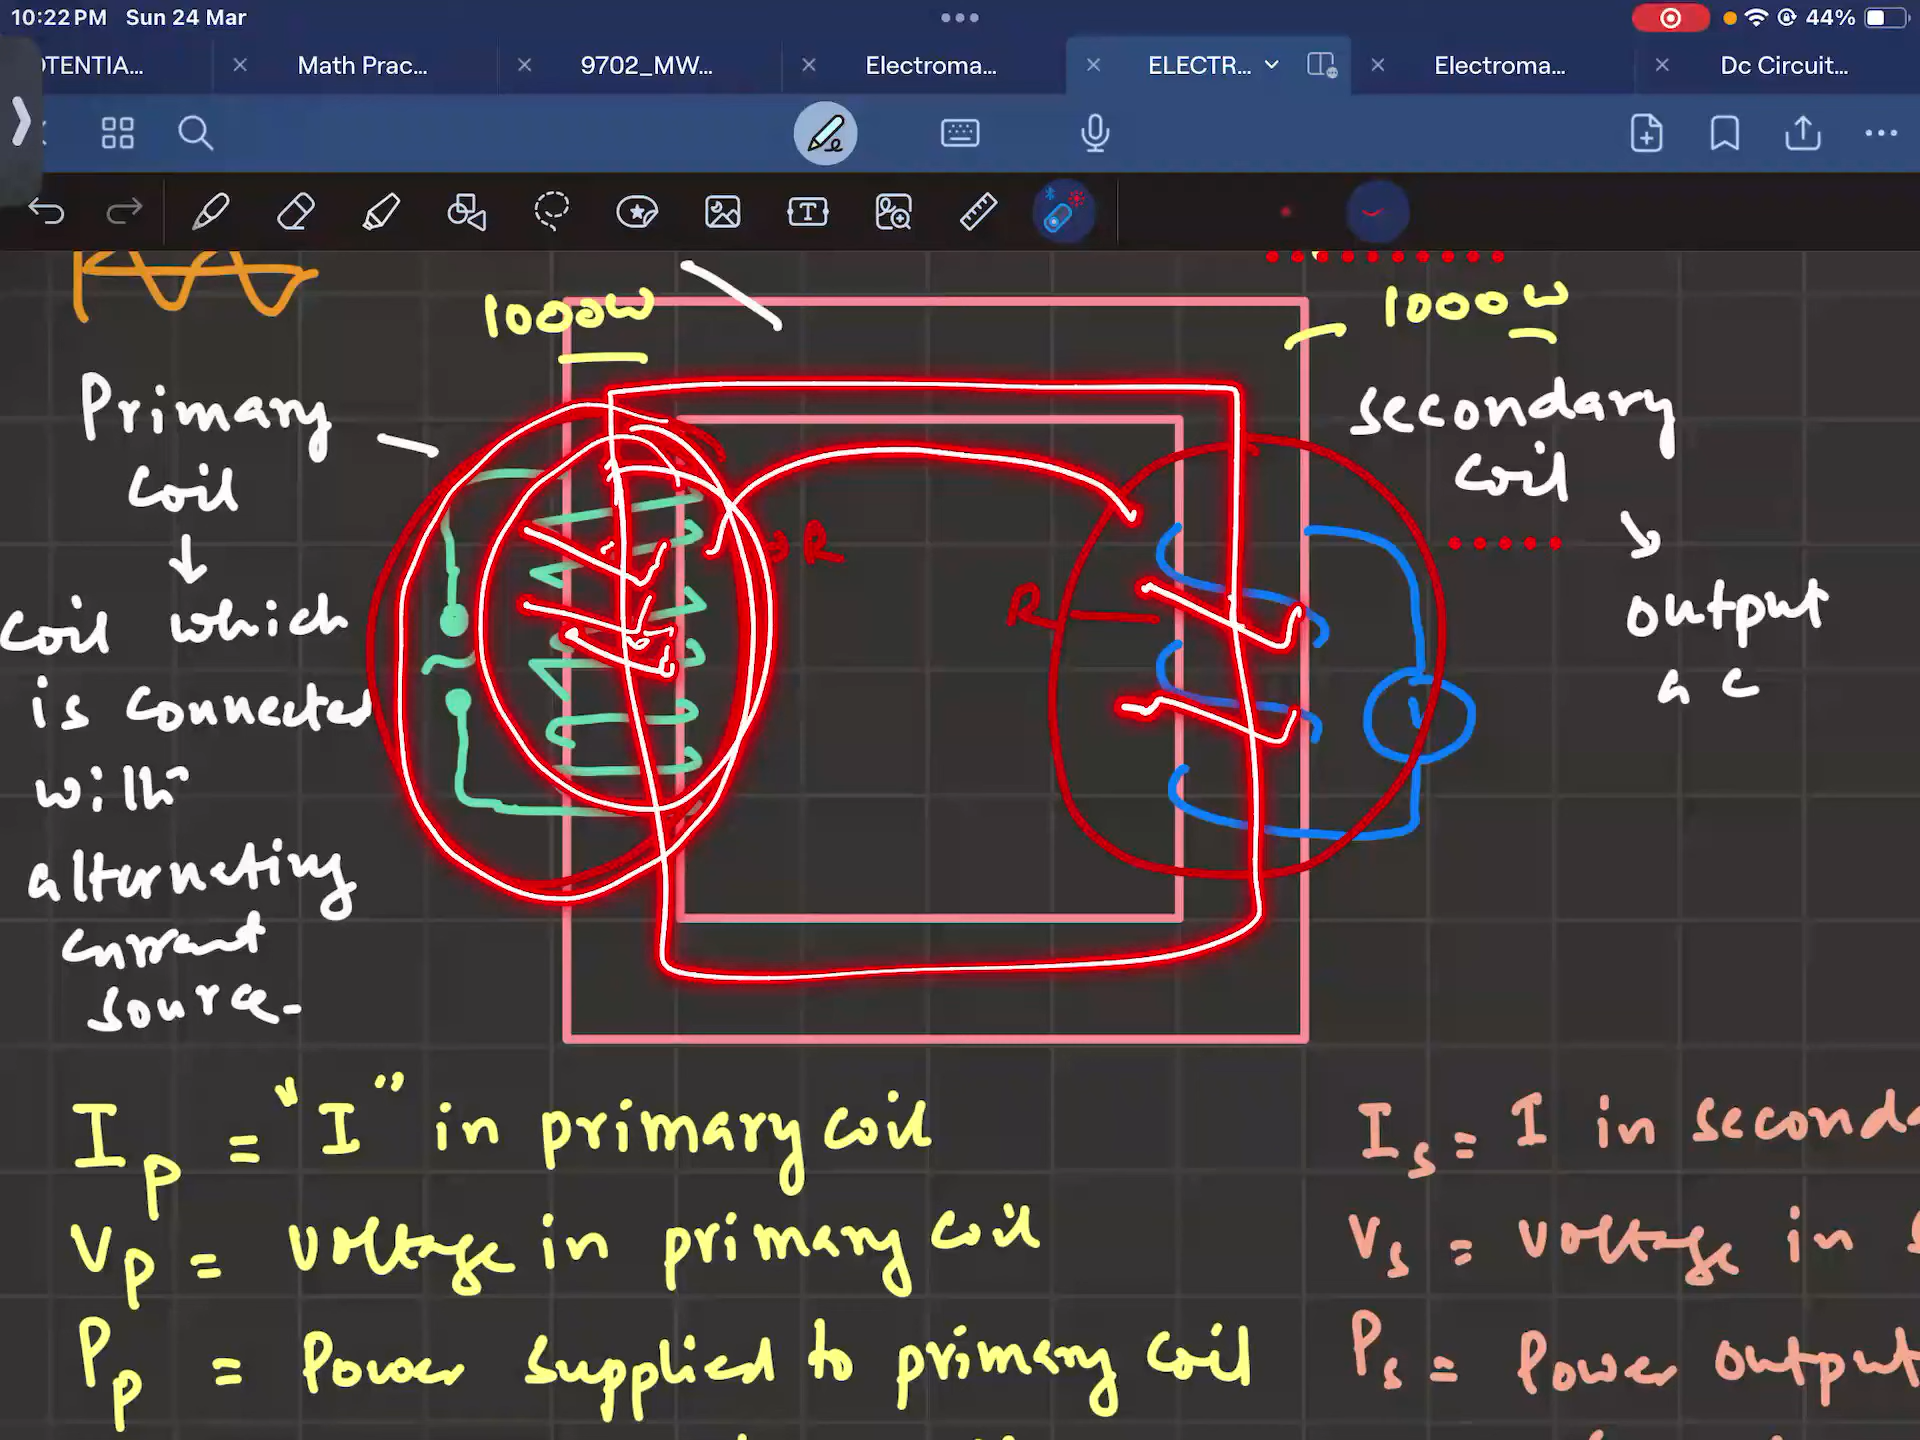 10:22 PM Sun 24 Mar
44%
OTENTIA...
Math Prac...
9702_MW...
Electroma...
ELECTR...
Electroma...
Dc Circuit...
1000W
1000W
Primary
Coil
Coil which
is connected
with
alternating
current
source.
R
R
V
secondary
Coil
output
a c
Ip = "I" in primary coil
Vp = voltage in primary coil
Pp = Power supplied to primary coil
Is = I in second
Vs = voltage in
Ps = Power output